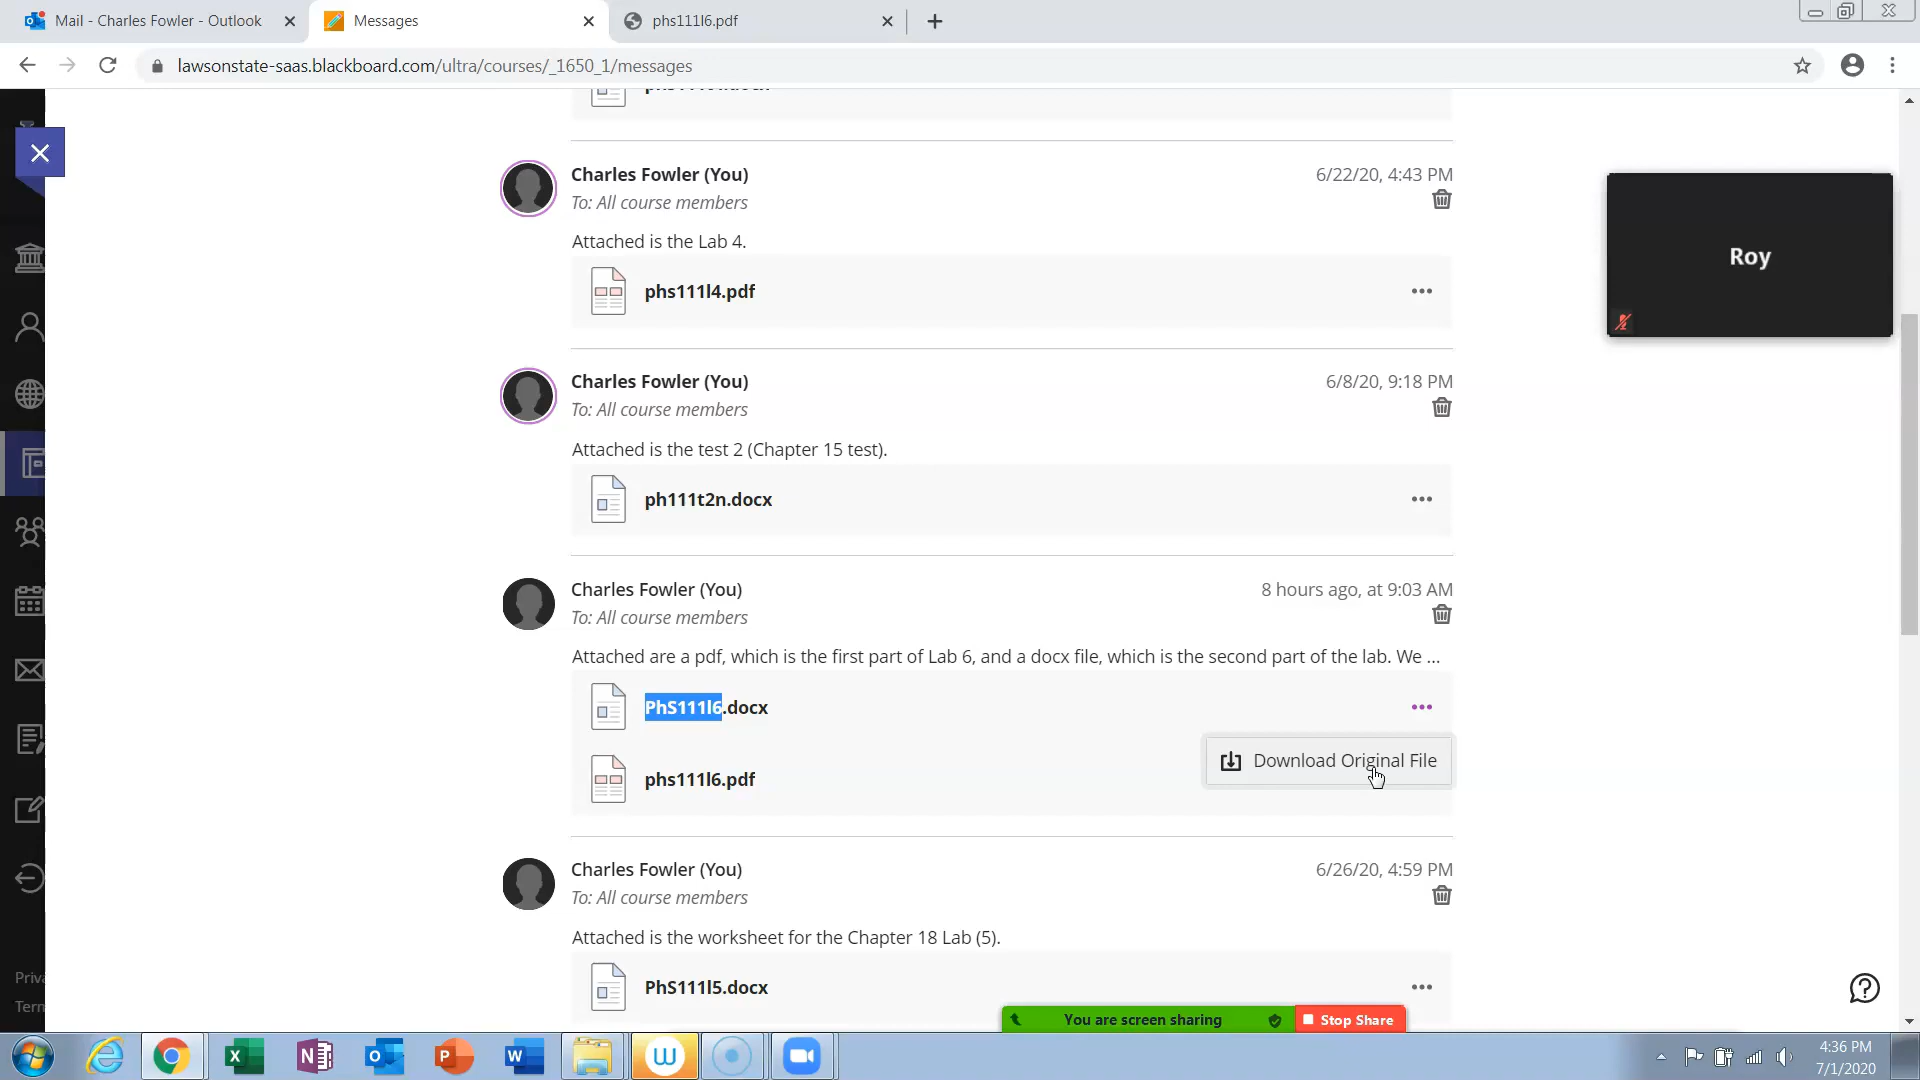 Mail - Charles Fowler - Outlook
Messages
phs111l6.pdf
lawsonstate-saas.blackboard.com/ultra/courses/_1650_1/messages
Charles Fowler (You)
6/22/20, 4:43 PM
To: All course members
Attached is the Lab 4.
phs111l4.pdf
Roy
Charles Fowler (You)
6/8/20, 9:18 PM
To: All course members
Attached is the test 2 (Chapter 15 test).
ph111t2n.docx
Charles Fowler (You)
8 hours ago, at 9:03 AM
To: All course members
Attached are a pdf, which is the first part of Lab 6, and a docx file, which is the second part of the lab. We ...
PhS111l6.docx
Download Original File
phs111l6.pdf
Charles Fowler (You)
6/26/20, 4:59 PM
To: All course members
Attached is the worksheet for the Chapter 18 Lab (5).
PhS111l5.docx
Priva
Term
You are screen sharing
Stop Share
4:36 PM
7/1/2020